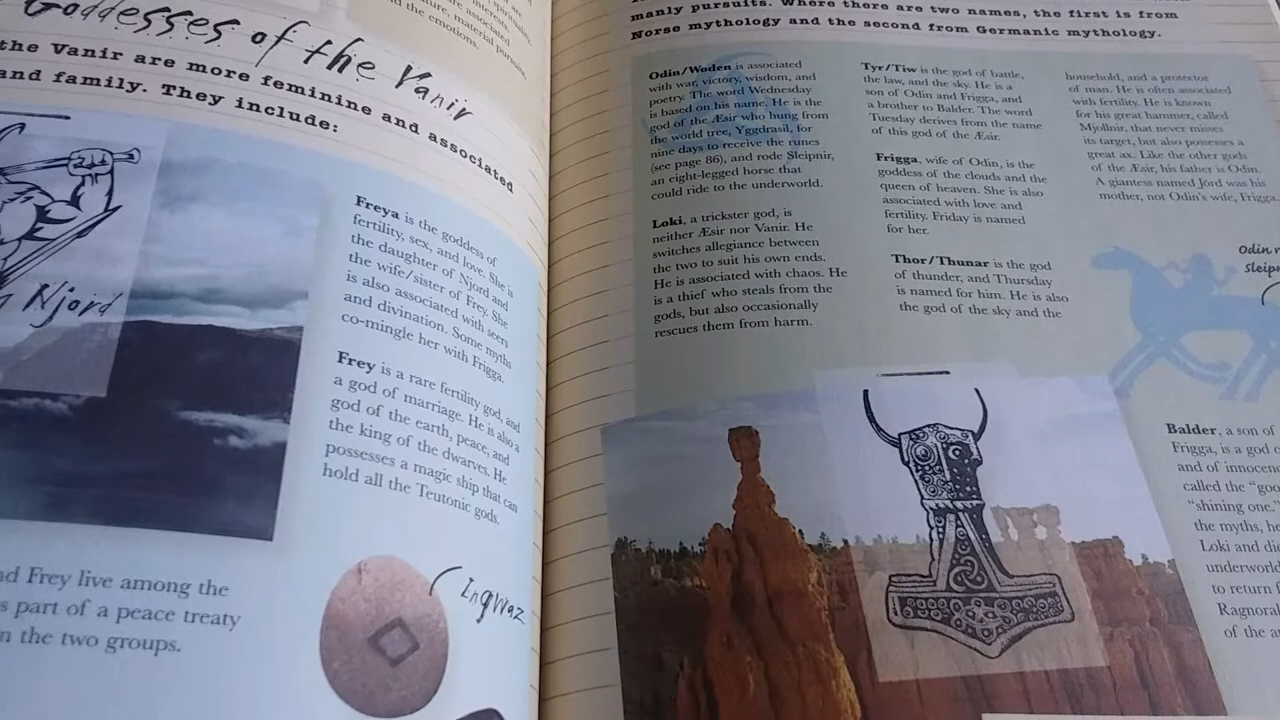 Goddesses of the Vanir
the Vanir are more feminine and associated
and family. They include:
are associated
nature, material pursuits,
and the emotions.
Njord
Freya is the goddess of
fertility, sex, and love. She is
the daughter of Njord and
the wife/sister of Frey. She
is also associated with seers
and divination. Some myths
co-mingle her with Frigga.
Frey is a rare fertility god, and
a god of marriage. He is also a
god of the earth, peace, and
the king of the dwarves. He
possesses a magic ship that can
hold all the Teutonic gods.
nd Frey live among the
s part of a peace treaty
n the two groups.
IngWaz
manly pursuits. Where there are two names, the first is from
Norse mythology and the second from Germanic mythology.
Odin/Woden is associated
with war, victory, wisdom, and
poetry. The word Wednesday
is based on his name. He is the
god of the Æsir who hung from
the world tree, Yggdrasil, for
nine days to receive the runes
(see page 86), and rode Sleipnir,
an eight-legged horse that
could ride to the underworld.
Loki, a trickster god, is
neither Æsir nor Vanir. He
switches allegiance between
the two to suit his own ends.
He is associated with chaos. He
is a thief who steals from the
gods, but also occasionally
rescues them from harm.
Tyr/Tiw is the god of battle,
the law, and the sky. He is a
son of Odin and Frigga, and
a brother to Balder. The word
Tuesday derives from the name
of this god of the Æsir.
Frigga, wife of Odin, is the
goddess of the clouds and the
queen of heaven. She is also
associated with love and
fertility. Friday is named
for her.
Thor/Thunar is the god
of thunder, and Thursday
is named for him. He is also
the god of the sky and the
household, and a protector
of man. He is often associated
with fertility. He is known
for his great hammer, called
Mjollnir, that never misses
its target, but also possesses a
great ax. Like the other gods
of the Æsir, his father is Odin.
A giantess named Jörd was his
mother, not Odin's wife, Frigga.
Odin r
Sleip
Balder, a son of
Frigga, is a god o
and of innocen
called the "goo
"shining one."
the myths, he
Loki and di
underworld
to return
Ragnorak
of the a